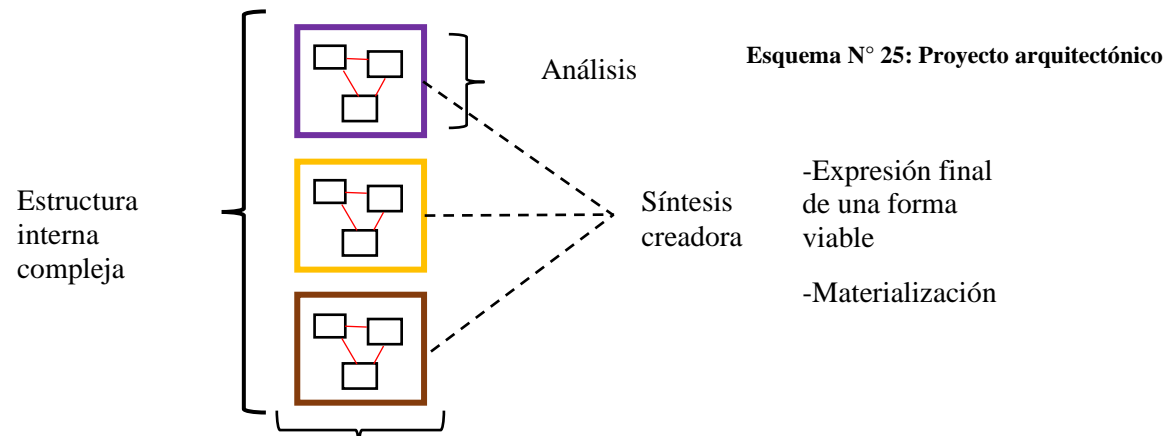 Esquema N° 25: Proyecto arquitectónico
Análisis
Estructura
interna
compleja
Síntesis
creadora
-Expresión final
de una forma
viable
-Materialización